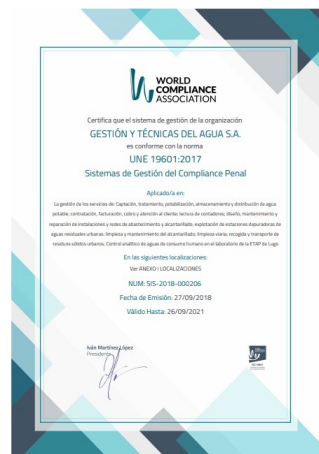 WORLD
COMPLIANCE
ASSOCIATION
Certifica que el sistema de gestión de la organización
GESTIÓN Y TÉCNICAS DEL AGUA S.A.
es conforme con la norma
UNE 19601:2017
Sistemas de Gestión del Compliance Penal
Aplicado/a en:
La gestión de los servicios de: Captación, tratamiento, potabilización, almacenamiento y distribución de agua
potable; contratación, facturación, cobro y atención al cliente; lectura de contadores; diseño, mantenimiento y
reparación de instalaciones y redes de abastecimiento y alcantarillado; explotación de estaciones depuradoras de
aguas residuales urbanas; limpieza y mantenimiento del alcantarillado; limpieza viaria; recogida y transporte de
residuos sólidos urbanos. Control analítico de aguas de consumo humano en el laboratorio de la ETAP de Lugo
En las siguientes localizaciones:
Ver ANEXO I LOCALIZACIONES
NUM: SIS-2018-000206
Fecha de Emisión: 27/09/2018
Válido Hasta: 26/09/2021
Iván Martínez López
Presidente